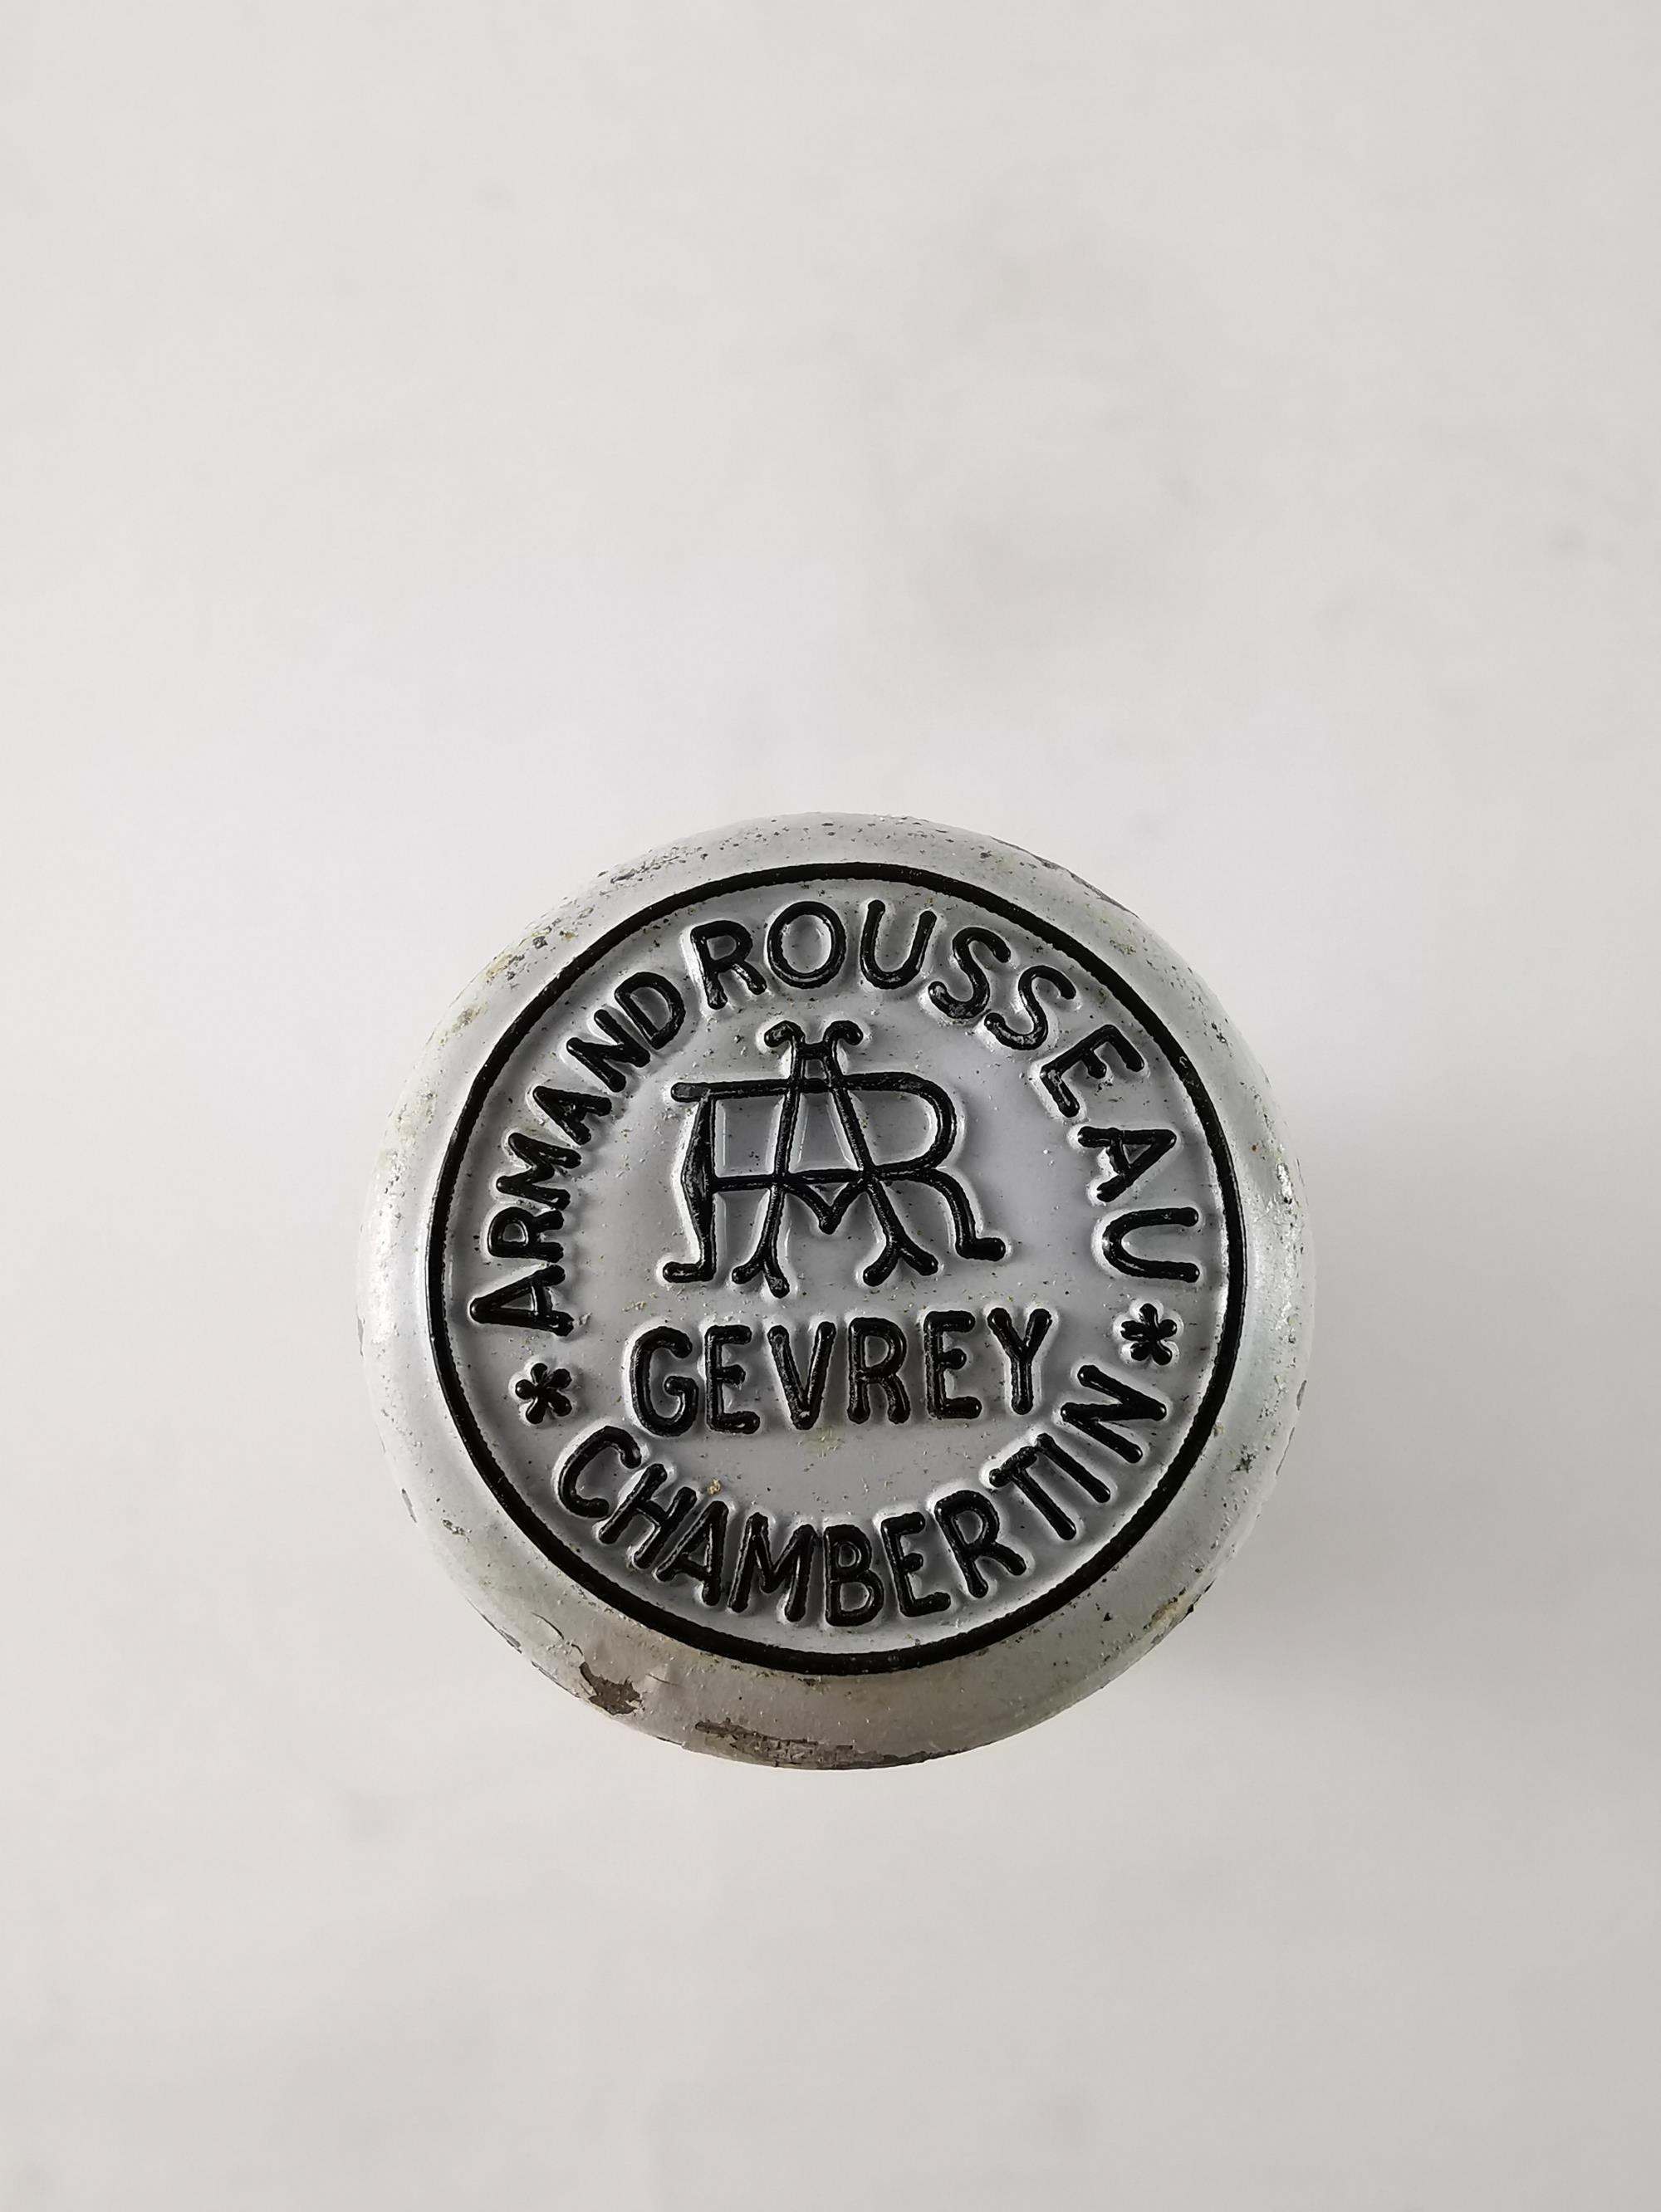 ARMAND ROUSSEAU
AR
GEVREY
* CHAMBERTIN *